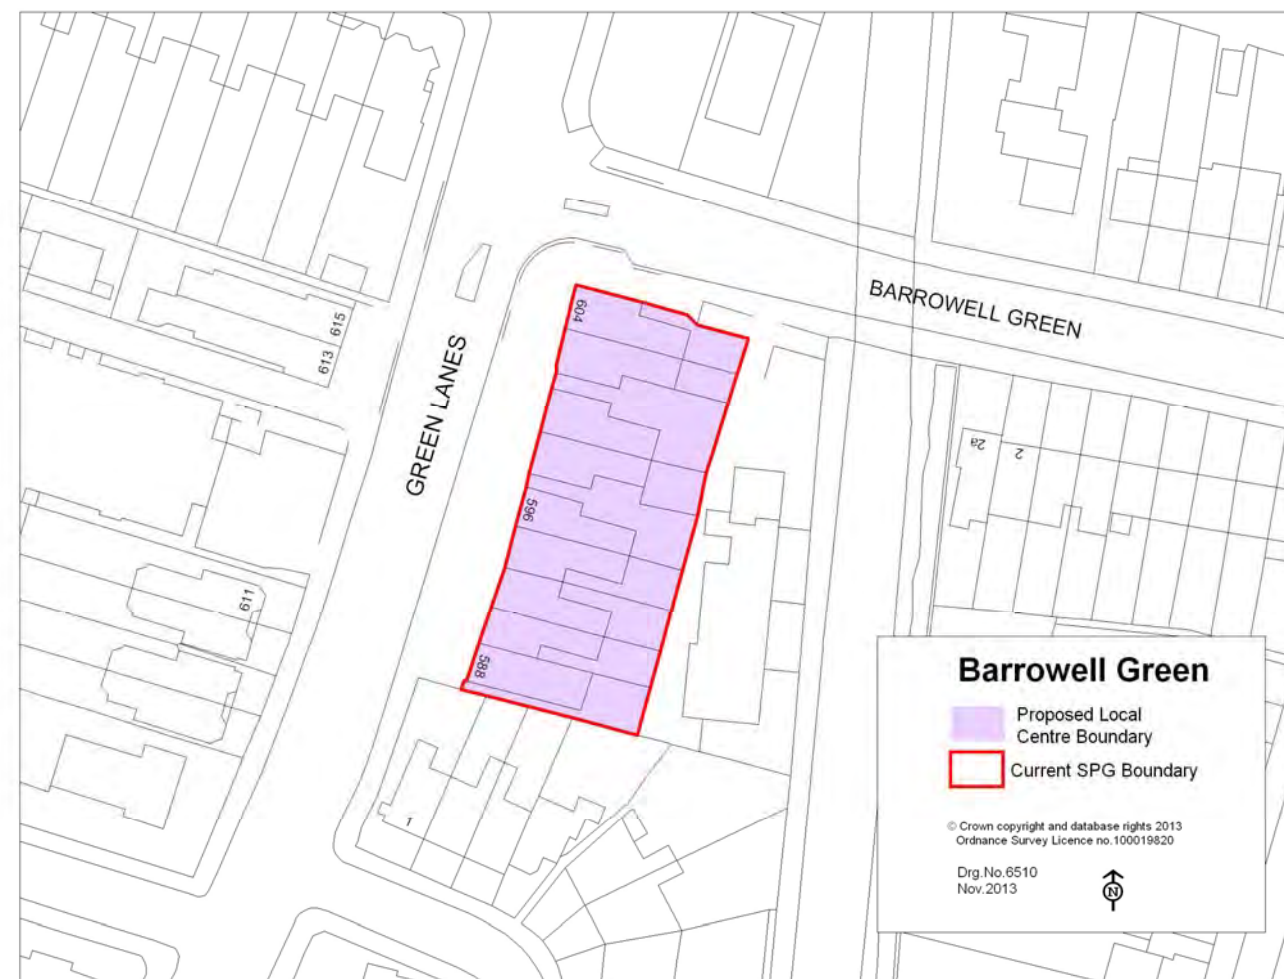 604
BARROWELL GREEN
615
613
GREEN LANES
2a
2
596
611
588
1
Barrowell Green
Proposed Local
Centre Boundary
Current SPG Boundary
© Crown copyright and database rights 2013
Ordnance Survey Licence no.100019820
Drg.No.6510
Nov.2013
N